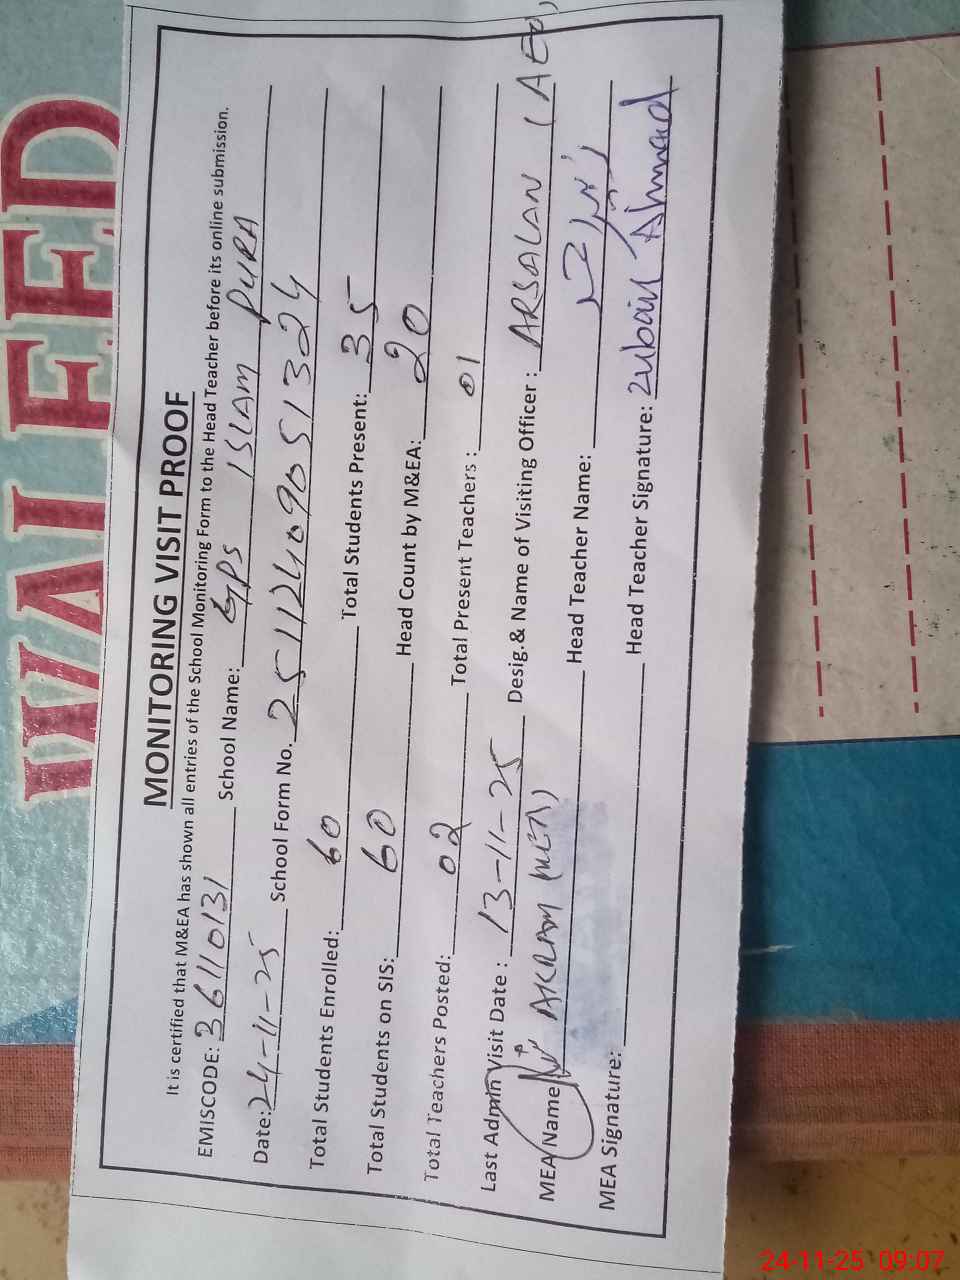 WALEED
MONITORING VISIT PROOF
It is certified that M&EA has shown all entries of the School Monitoring Form to the Head Teacher before its online submission.
EMISCODE: 36110131 School Name: GPS ISLAM PURA
Date: 24-11-25 School Form No. 25112409051324
Total Students Enrolled: 60 Total Students Present: 35
Total Students on SIS: 60 Head Count by M&EA: 20
Total Teachers Posted: 02 Total Present Teachers: 01
Last Admin Visit Date: 13-11-25 Desig.& Name of Visiting Officer: ARSALAN (AEO)
MEA Name AKRAM (MEA) Head Teacher Name:
MEA Signature: Head Teacher Signature: Zubair Ahmad
24-11-25 09:07